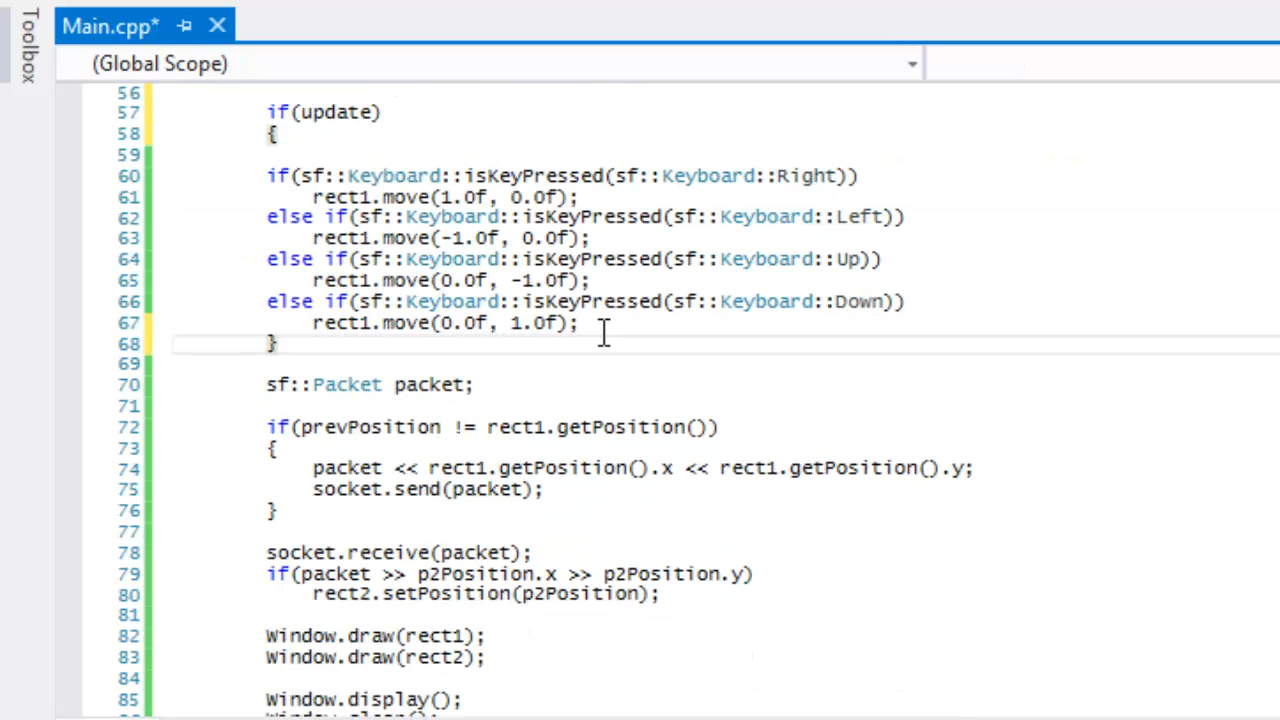 Toolbox
Main.cpp*
(Global Scope)
56
57 if(update)
58 {
59
60 if(sf::Keyboard::isKeyPressed(sf::Keyboard::Right))
61 rect1.move(1.0f, 0.0f);
62 else if(sf::Keyboard::isKeyPressed(sf::Keyboard::Left))
63 rect1.move(-1.0f, 0.0f);
64 else if(sf::Keyboard::isKeyPressed(sf::Keyboard::Up))
65 rect1.move(0.0f, -1.0f);
66 else if(sf::Keyboard::isKeyPressed(sf::Keyboard::Down))
67 rect1.move(0.0f, 1.0f);
68 }
69
70 sf::Packet packet;
71
72 if(prevPosition != rect1.getPosition())
73 {
74 packet << rect1.getPosition().x << rect1.getPosition().y;
75 socket.send(packet);
76 }
77
78 socket.receive(packet);
79 if(packet >> p2Position.x >> p2Position.y)
80 rect2.setPosition(p2Position);
81
82 Window.draw(rect1);
83 Window.draw(rect2);
84
85 Window.display();